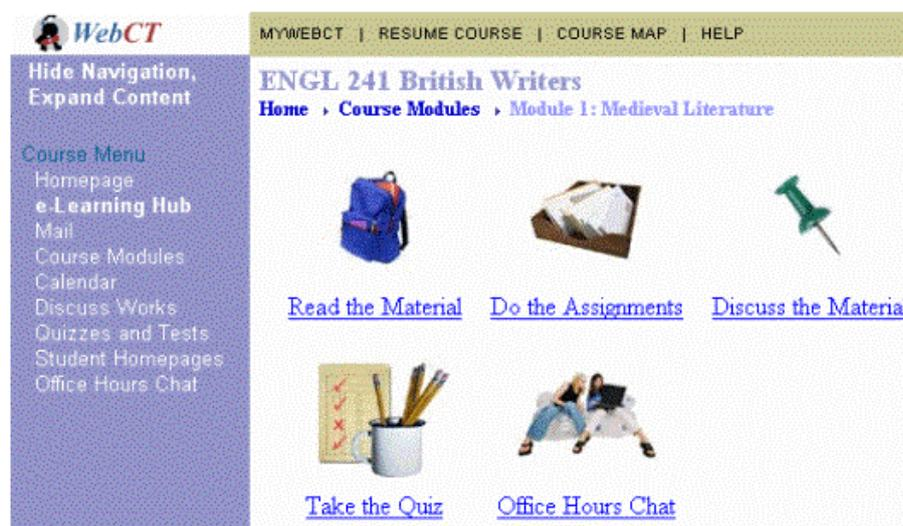 WebCT
MYWEBCT | RESUME COURSE | COURSE MAP | HELP
Hide Navigation,
Expand Content
Course Menu
Homepage
e-Learning Hub
Mail
Course Modules
Calendar
Discuss Works
Quizzes and Tests
Student Homepages
Office Hours Chat
ENGL 241 British Writers
Home › Course Modules › Module 1: Medieval Literature
Read the Material
Do the Assignments
Discuss the Materia
Take the Quiz
Office Hours Chat